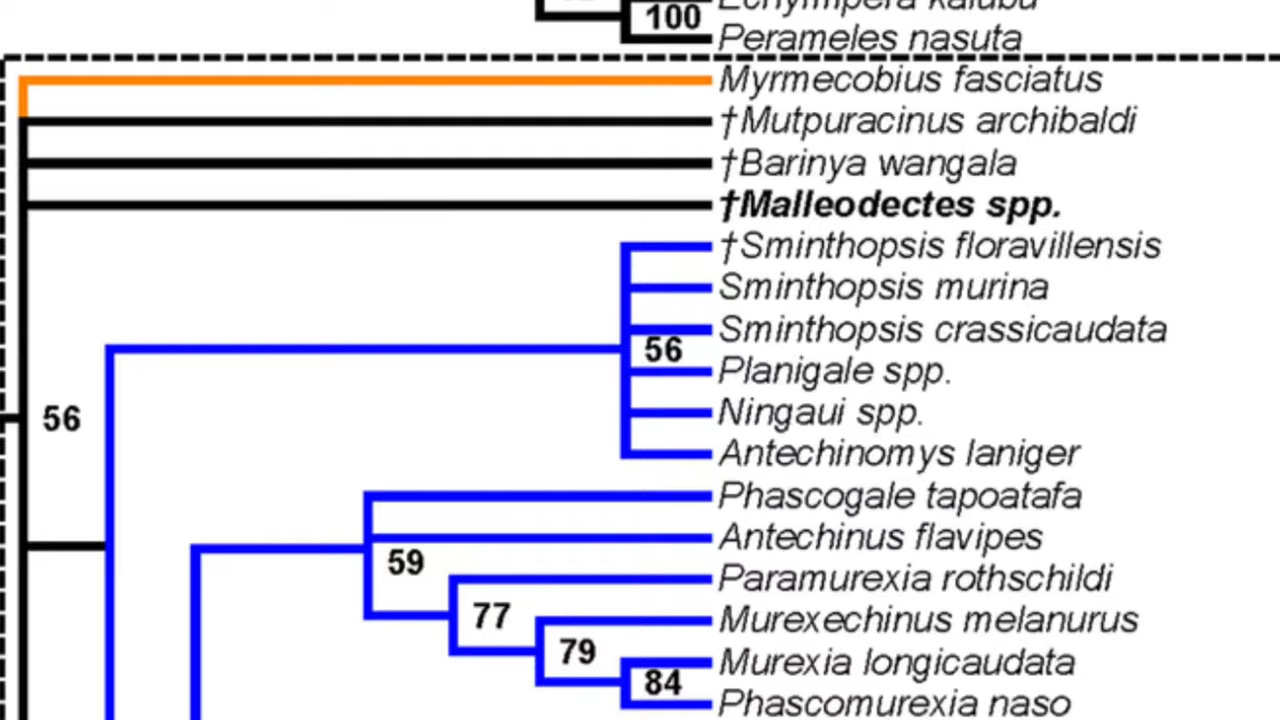 100
Perameles nasuta
Myrmecobius fasciatus
†Mutpuracinus archibaldi
†Barinya wangala
†Malleodectes spp.
†Sminthopsis floravillensis
Sminthopsis murina
Sminthopsis crassicaudata
56
Planigale spp.
Ningaui spp.
56
Antechinomys laniger
Phascogale tapoatafa
Antechinus flavipes
59
Paramurexia rothschildi
77
Murexechinus melanurus
79
Murexia longicaudata
84
Phascomurexia naso